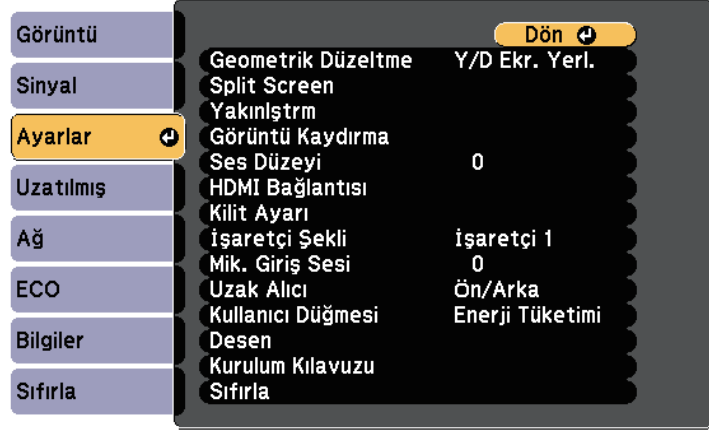 Görüntü
Sinyal
Ayarlar
Uzatılmış
Ağ
ECO
Bilgiler
Sıfırla
Dön
Geometrik Düzeltme Y/D Ekr. Yerl.
Split Screen
Yakınlştrm
Görüntü Kaydırma
Ses Düzeyi 0
HDMI Bağlantısı
Kilit Ayarı
İşaretçi Şekli İşaretçi 1
Mik. Giriş Sesi 0
Uzak Alıcı Ön/Arka
Kullanıcı Düğmesi Enerji Tüketimi
Desen
Kurulum Kılavuzu
Sıfırla